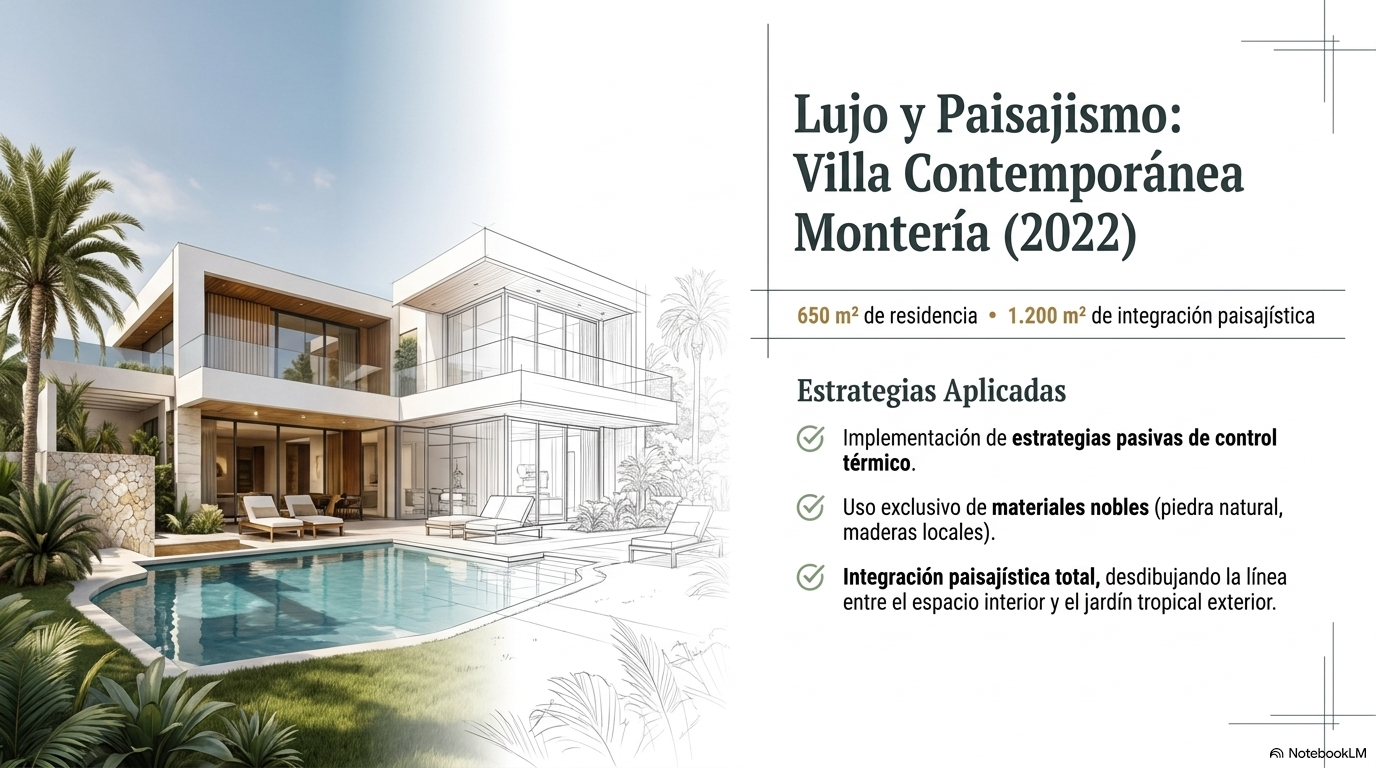 Lujo y Paisajismo:
Villa Contemporánea
Montería (2022)
650 m² de residencia • 1.200 m² de integración paisajística
Estrategias Aplicadas
Implementación de estrategias pasivas de control
térmico.
Uso exclusivo de materiales nobles (piedra natural,
maderas locales).
Integración paisajística total, desdibujando la línea
entre el espacio interior y el jardín tropical exterior.
NotebookLM